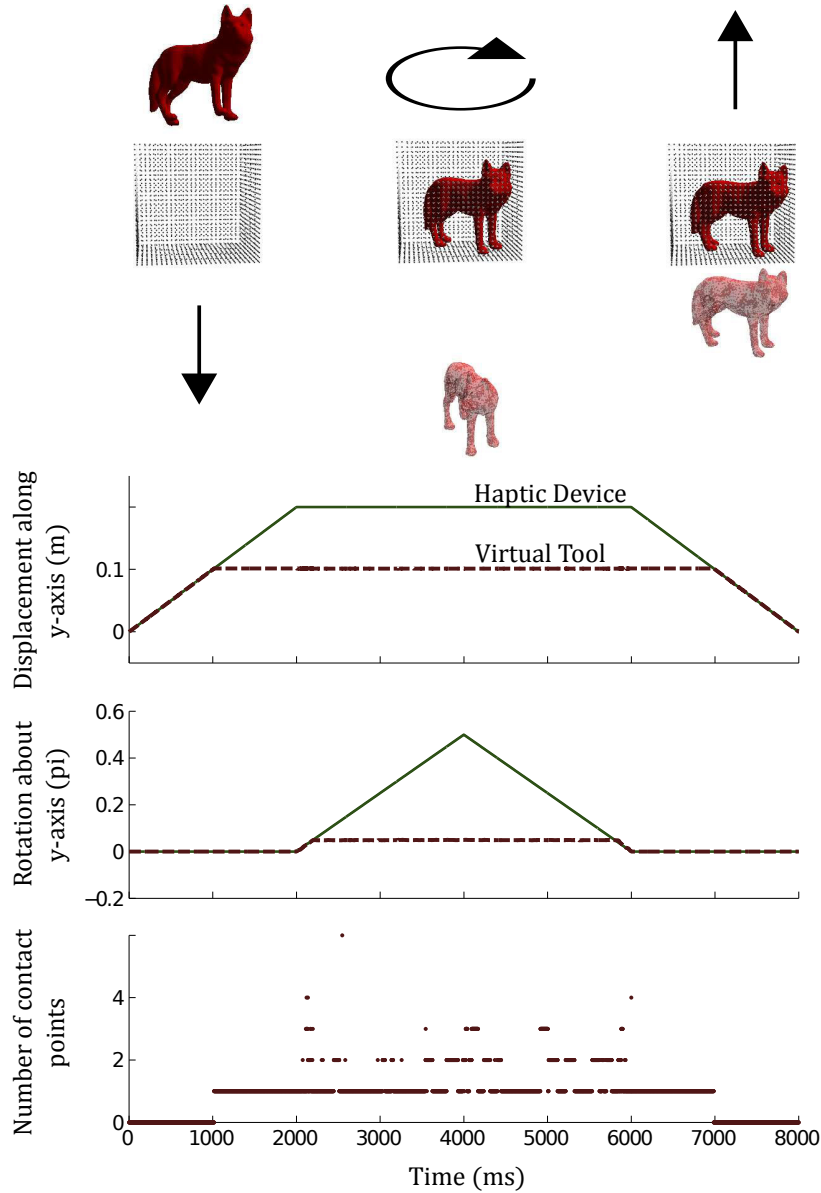 Displacement along
y-axis (m)
0.1
0
Haptic Device
Virtual Tool
Rotation about
y-axis (pi)
0.6
0.4
0.2
0
−0.2
Number of contact
points
4
2
0
0 1000 2000 3000 4000 5000 6000 7000 8000
Time (ms)